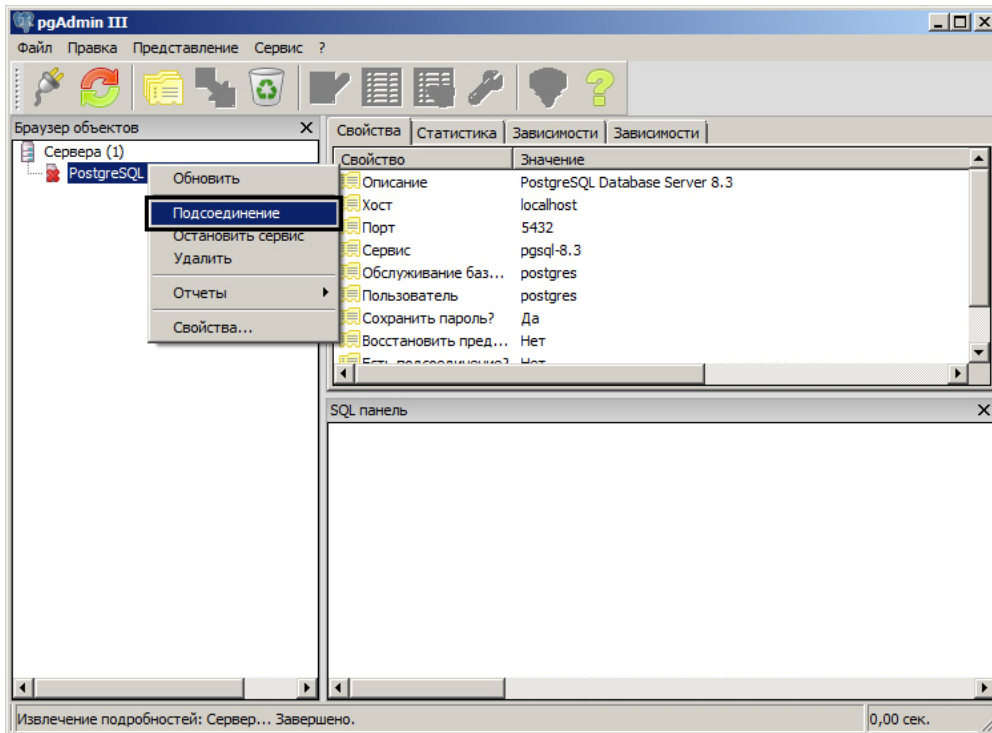 pgAdmin III
Файл Правка Представление Сервис ?
Браузер объектов
Сервера (1)
PostgreSQL
Обновить
Подсоединение
Остановить сервис
Удалить
Отчеты
Свойства...
Свойства Статистика Зависимости Зависимости
Свойство Значение
Описание PostgreSQL Database Server 8.3
Хост localhost
Порт 5432
Сервис pgsql-8.3
Обслуживание баз... postgres
Пользователь postgres
Сохранить пароль? Да
Восстановить пред... Нет
Есть подсоединение? Нет
SQL панель
Извлечение подробностей: Сервер... Завершено.
0,00 сек.